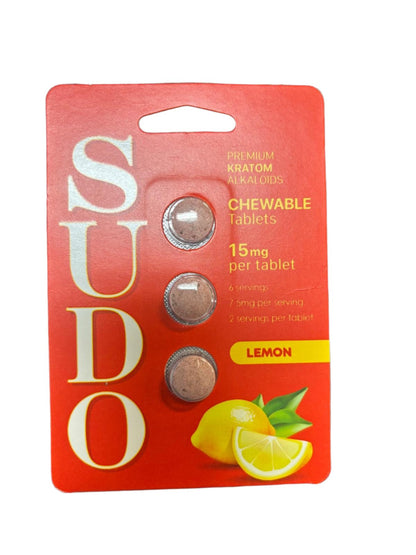 SUDO
PREMIUM
KRATOM
ALKALOIDS
CHEWABLE
Tablets
15mg
per tablet
6 servings
7.5mg per serving
2 servings per tablet
LEMON